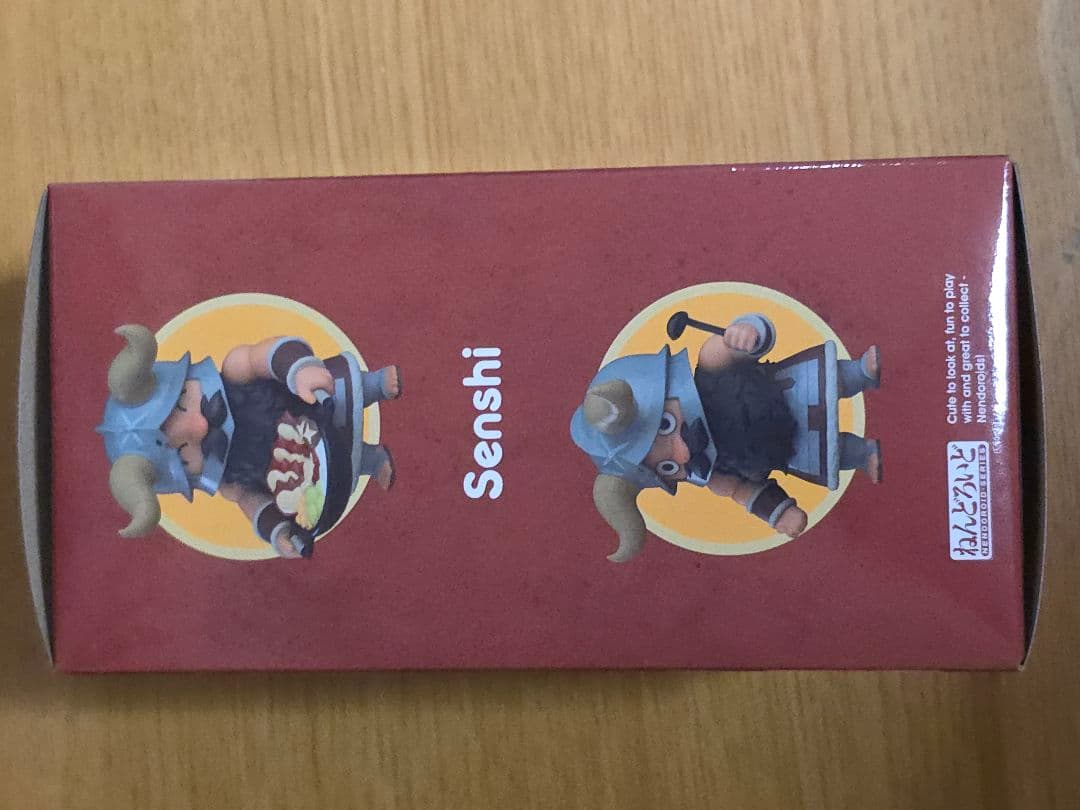 Senshi
ねんどろいど
NENDOROID SERIES
Cute to look at, fun to play
with and great to collect -
Nendoroids!